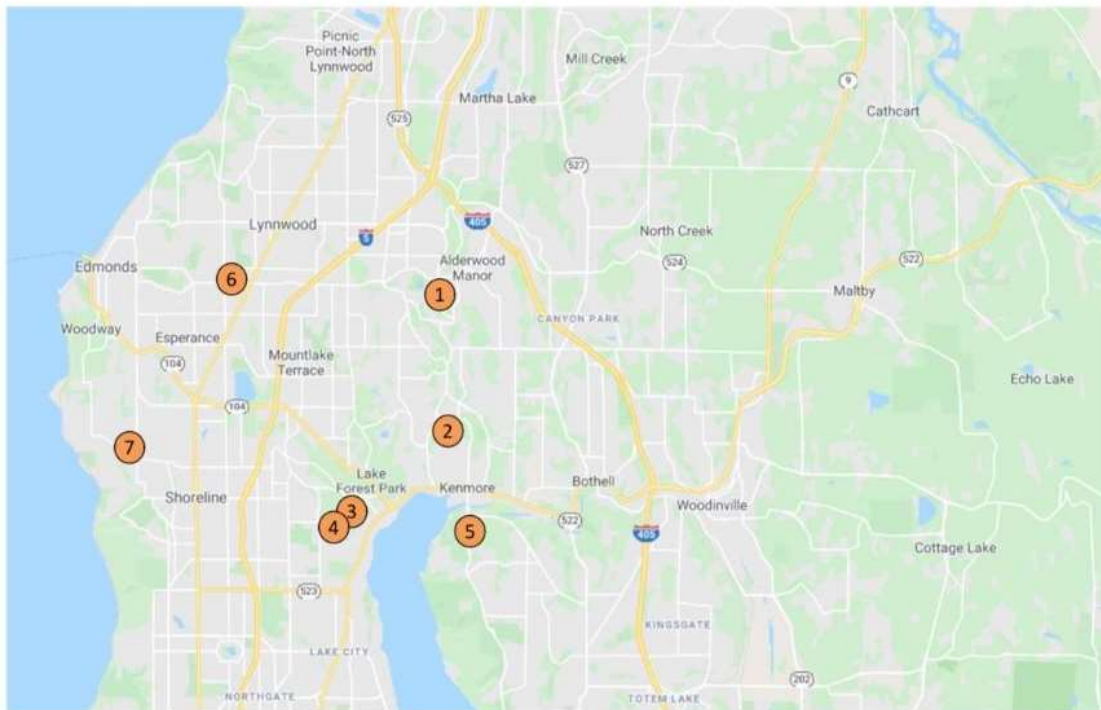 Picnic
Point-North
Lynnwood
Mill Creek
Martha Lake
9
Cathcart
525
527
Lynnwood
405
North Creek
5
Alderwood
Manor
524
522
Edmonds
6
1
Maltby
CANYON PARK
Woodway
Esperance
Mountlake
Terrace
104
Echo Lake
104
2
7
Lake
Forest Park
Kenmore
Bothell
Shoreline
Woodinville
3
4
5
522
405
Cottage Lake
523
KINGSGATE
LAKE CITY
202
NORTHGATE
TOTEM LAKE